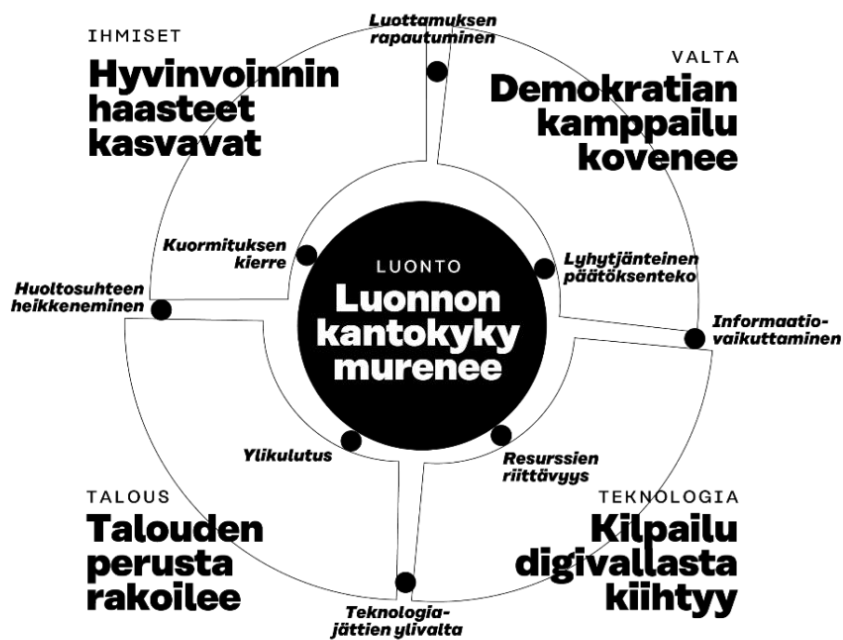 Luottamuksen
rapautuminen
IHMISET
Hyvinvoinnin
haasteet
kasvavat
VALTA
Demokratian
kamppailu
kovenee
Kuormituksen
kierre
Lyhytjänteinen
päätöksenteko
Huoltosuhteen
heikkeneminen
LUONTO
Luonnon
kantokyky
murenee
Informaatio-
vaikuttaminen
Ylikulutus
Resurssien
riittävyys
TALOUS
Talouden
perusta
rakoilee
TEKNOLOGIA
Kilpailu
digivallasta
kiihtyy
Teknologia-
jättien ylivalta